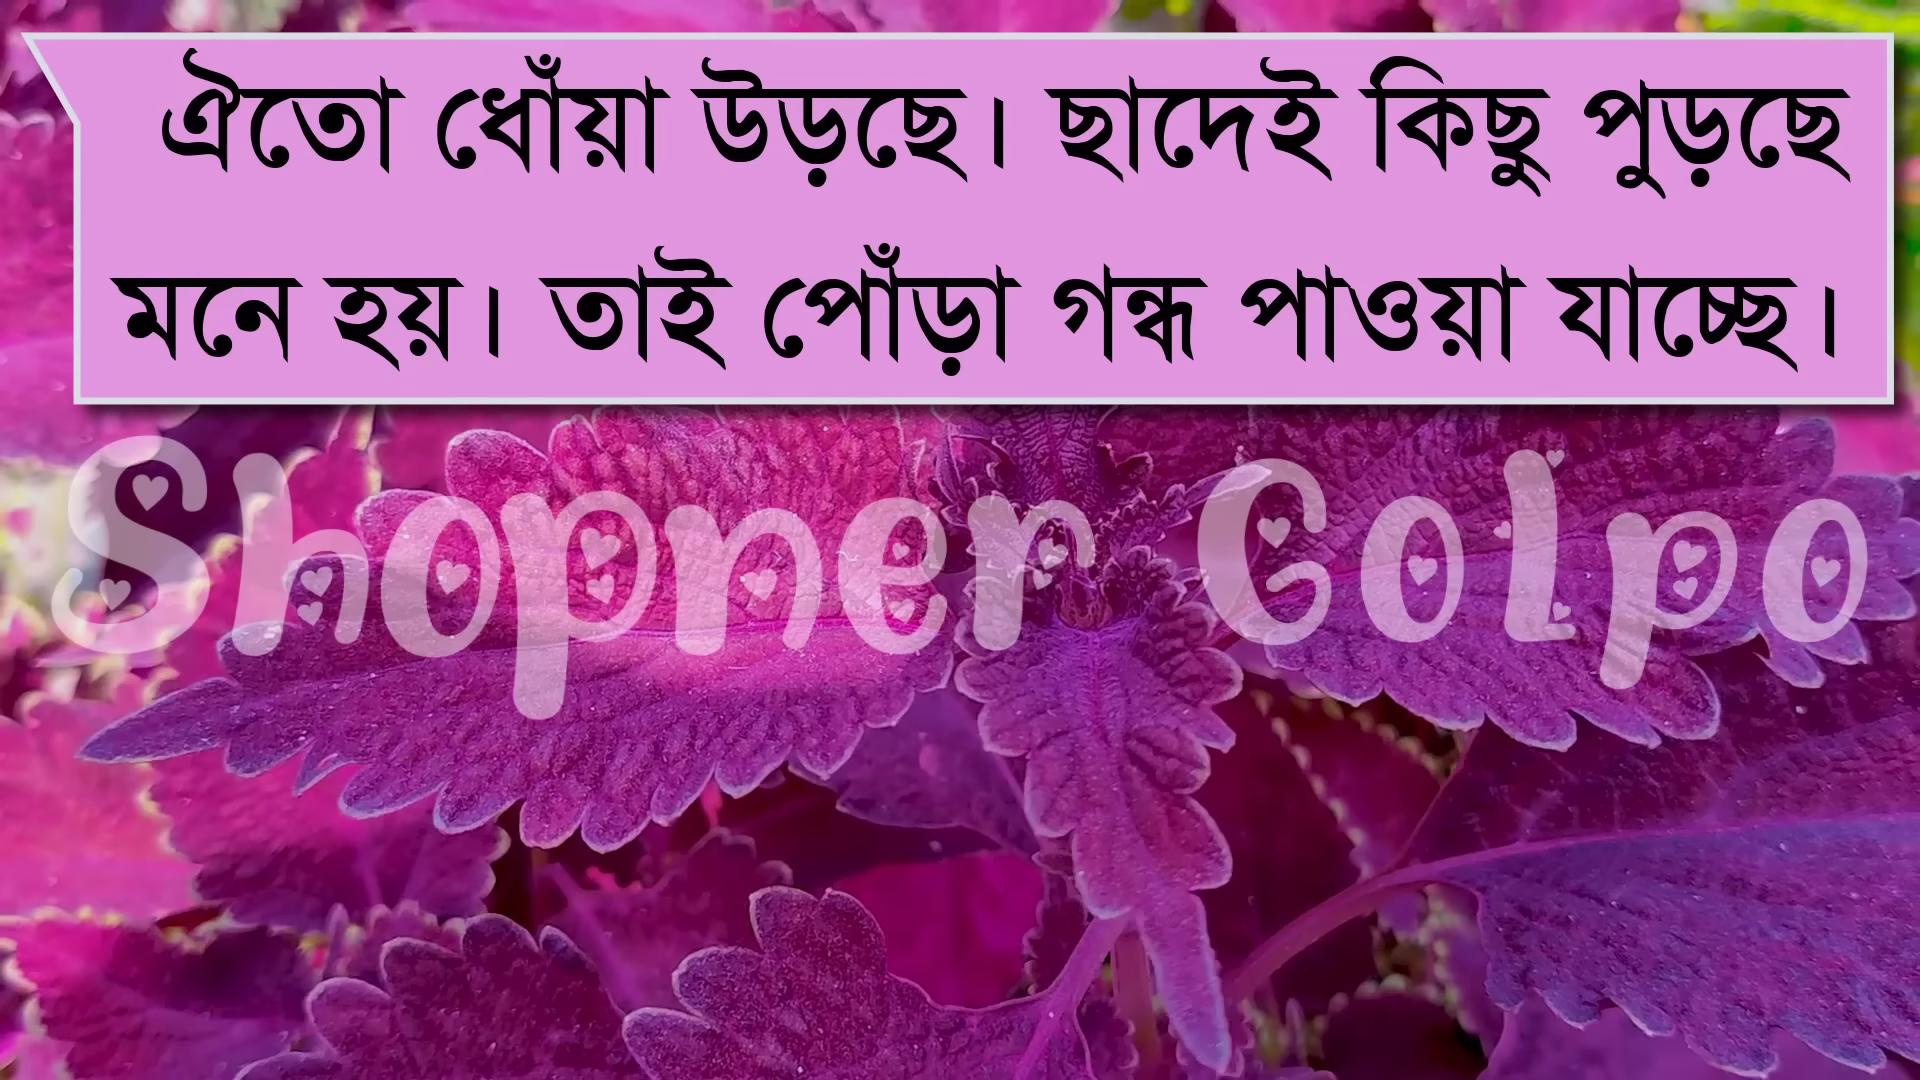 ঐতো ধোঁয়া উড়ছে। ছাদেই কিছু পুড়ছে
মনে হয়। তাই পোঁড়া গন্ধ পাওয়া যাচ্ছে।
Shopner Golpo